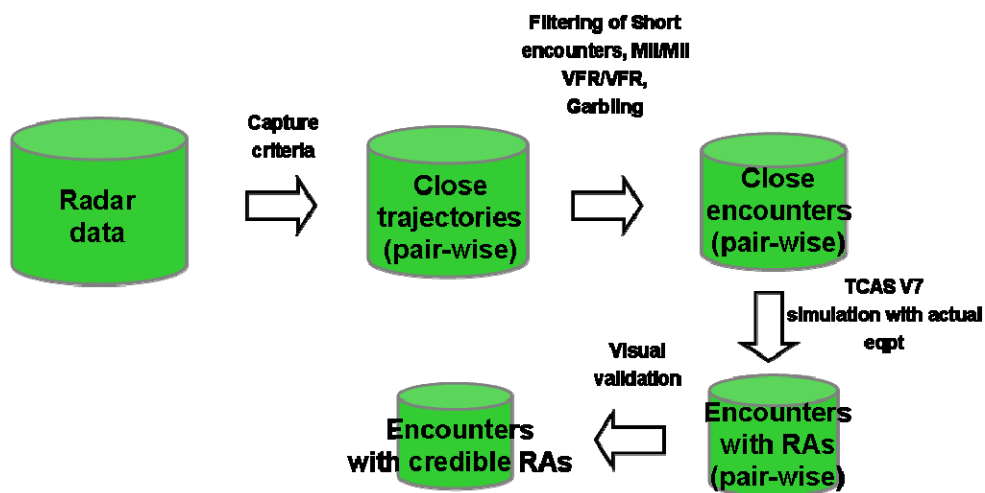 Filtering of Short
encounters, Mil/Mil
VFR/VFR,
Garbling
Capture
criteria
Radar
data
Close
trajectories
(pair-wise)
Close
encounters
(pair-wise)
TCAS V7
simulation with actual
eqpt
Visual
validation
Encounters
with RAs
(pair-wise)
Encounters
with credible RAs